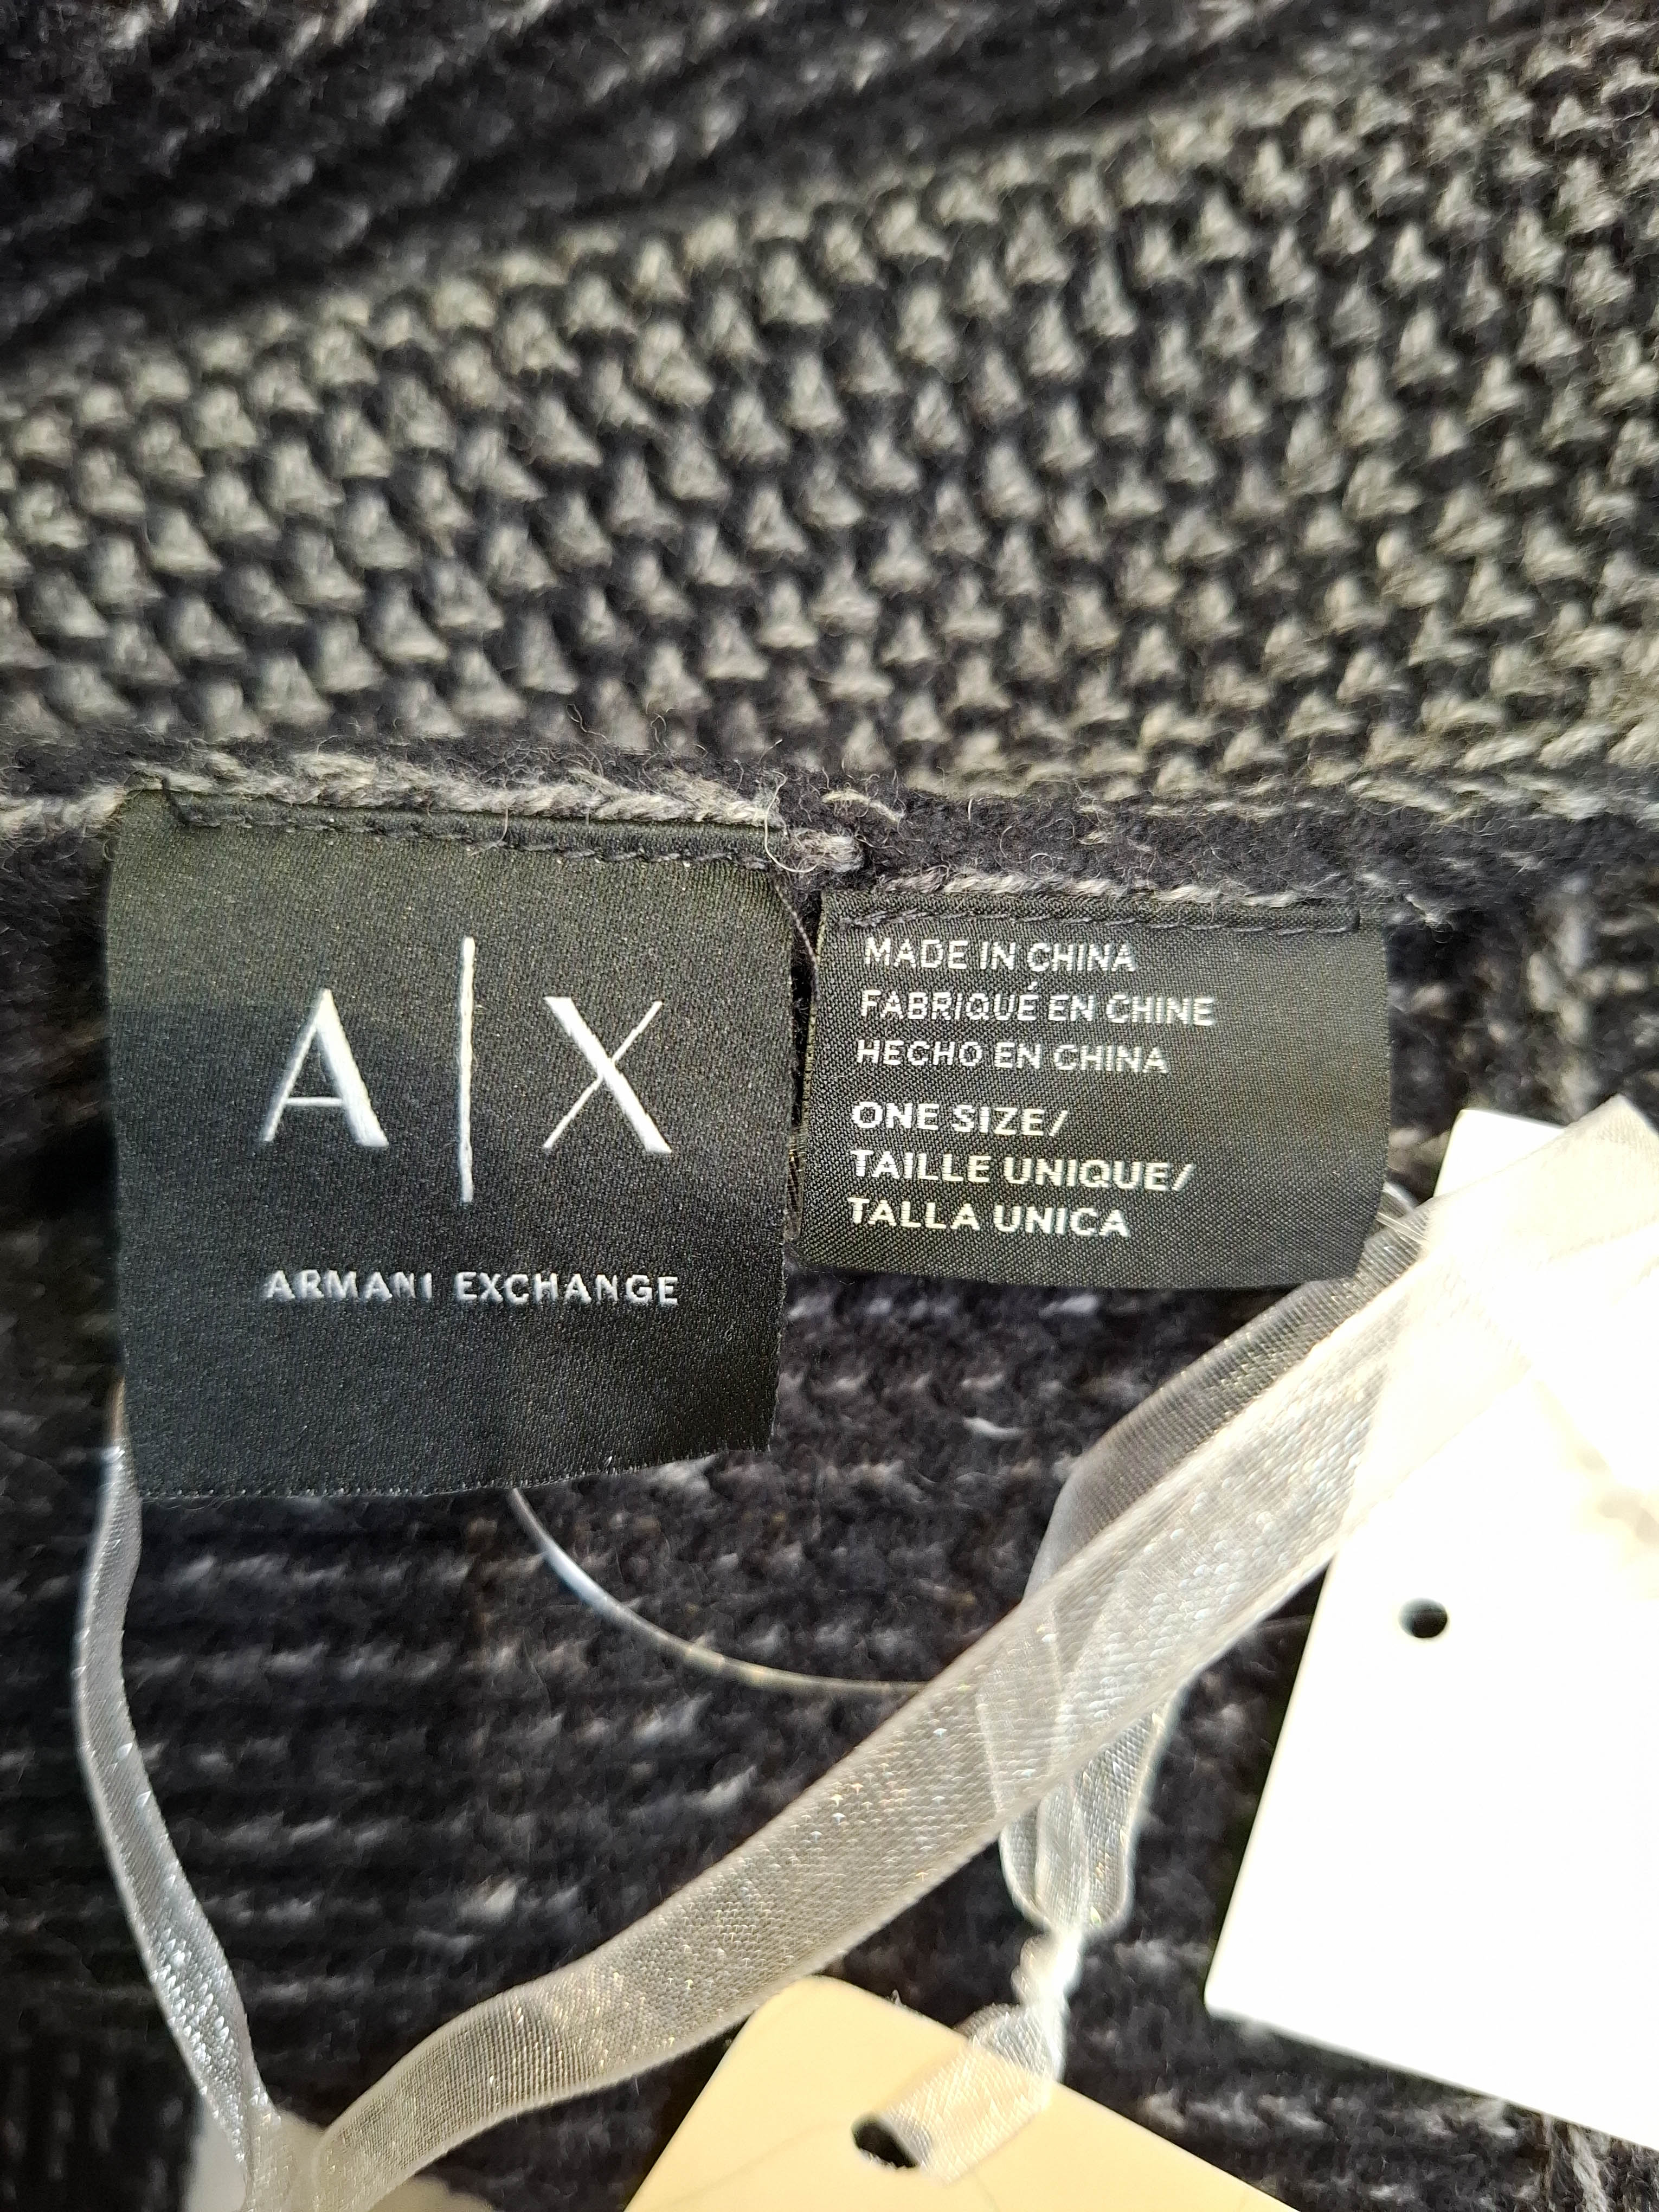 A|X
ARMANI EXCHANGE
MADE IN CHINA
FABRIQUÉ EN CHINE
HECHO EN CHINA
ONE SIZE/
TAILLE UNIQUE/
TALLA UNICA